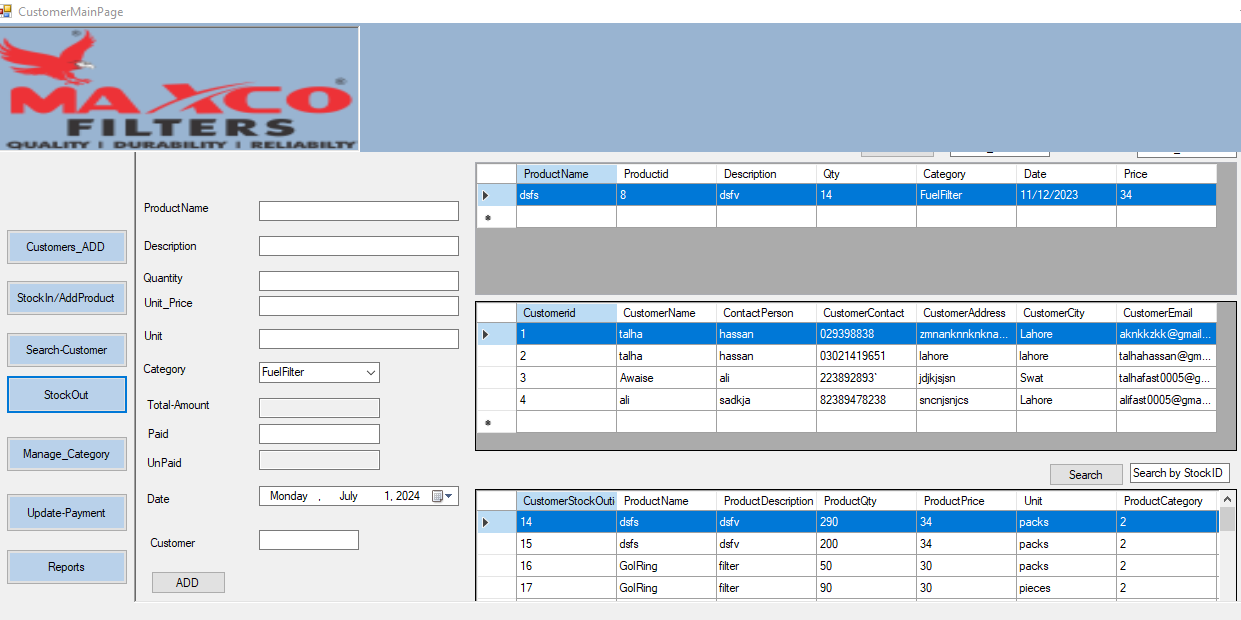 CustomerMainPage
MAXCO
FILTERS
QUALITY | DURABILITY | RELIABILTY
Customers_ADD
StockIn/AddProduct
Search-Customer
StockOut
Manage_Category
Update-Payment
Reports
ProductName
Description
Quantity
Unit_Price
Unit
Category FuelFilter
Total-Amount
Paid
UnPaid
Date Monday , July 1, 2024
Customer
ADD
ProductName Productid Description Qty Category Date Price
dsfs 8 dsfv 14 FuelFilter 11/12/2023 34
Customerid CustomerName ContactPerson CustomerContact CustomerAddress CustomerCity CustomerEmail
1 talha hassan 029398838 zmnanknnknkna... Lahore aknkkzkk@gmail...
2 talha hassan 03021419651 lahore lahore talhahassan@gm...
3 Awaise ali 223892893` jdjkjsjsn Swat talhafast0005@g...
4 ali sadkja 82389478238 sncnjsnjcs Lahore alifast0005@gma...
Search Search by StockID
CustomerStockOuti ProductName ProductDescription ProductQty ProductPrice Unit ProductCategory
14 dsfs dsfv 290 34 packs 2
15 dsfs dsfv 200 34 packs 2
16 GolRing filter 50 30 packs 2
17 GolRing filter 90 30 pieces 2